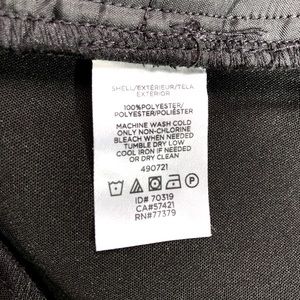 SHELL/EXTÉRIEUR/TELA
EXTERIOR
100%POLYESTER/
POLYESTER/POLIÉSTER
MACHINE WASH COLD
ONLY NON-CHLORINE
BLEACH WHEN NEEDED
TUMBLE DRY LOW
COOL IRON IF NEEDED
OR DRY CLEAN
490721
ID# 70319
CA#57421
RN#77379